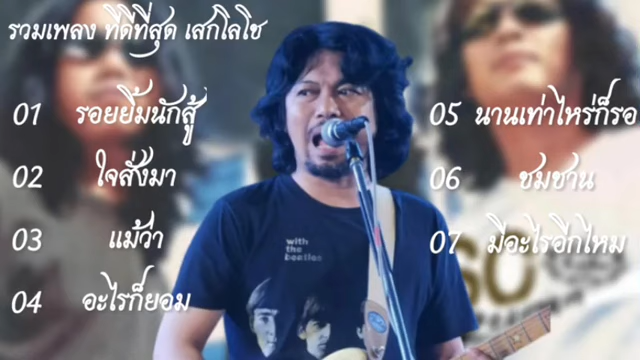 รวมเพลง ที่ดีที่สุด เสกโลโซ
01 รอยยิ้มนักสู้
02 ใจสั่งมา
03 แม้ว่า
04 อะไรก็ยอม
05 นานเท่าไหร่ก็รอ
06 ซมซาน
07 มีอะไรอีกไหม
with the beatles